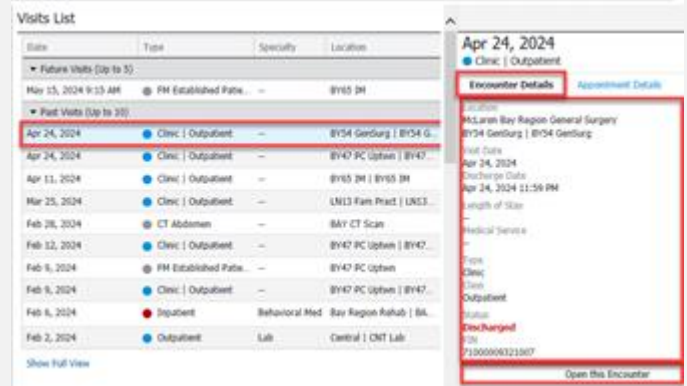 Visits List
Date Type Specialty Location
Future Visits (Up to 5)
May 15, 2024 9:15 AM FM Established Patie... -- BY65 IM
Past Visits (Up to 10)
Apr 24, 2024 Clinic | Outpatient -- BY54 GenSurg | BY54 G...
Apr 24, 2024 Clinic | Outpatient -- BY47 PC Uptwn | BY47...
Apr 11, 2024 Clinic | Outpatient -- BY65 IM | BY65 IM
Mar 25, 2024 Clinic | Outpatient -- LN13 Fam Pract | LN13...
Feb 28, 2024 CT Abdomen -- BAY CT Scan
Feb 12, 2024 Clinic | Outpatient -- BY47 PC Uptwn | BY47...
Feb 9, 2024 FM Established Patie... -- BY47 PC Uptwn
Feb 9, 2024 Clinic | Outpatient -- BY47 PC Uptwn | BY47...
Feb 6, 2024 Inpatient Behavioral Med Bay Region Rehab | BA...
Feb 2, 2024 Outpatient Lab Central | CNT Lab
Show Full View
Apr 24, 2024
Clinic | Outpatient
Encounter Details Appointment Details
Location
McLaren Bay Region General Surgery
BY54 GenSurg | BY54 GenSurg
Visit Date
Apr 24, 2024
Discharge Date
Apr 24, 2024 11:59 PM
Length of Stay
--
Medical Service
--
Type
Clinic
Class
Outpatient
Status
Discharged
FIN
71000009321007
Open this Encounter